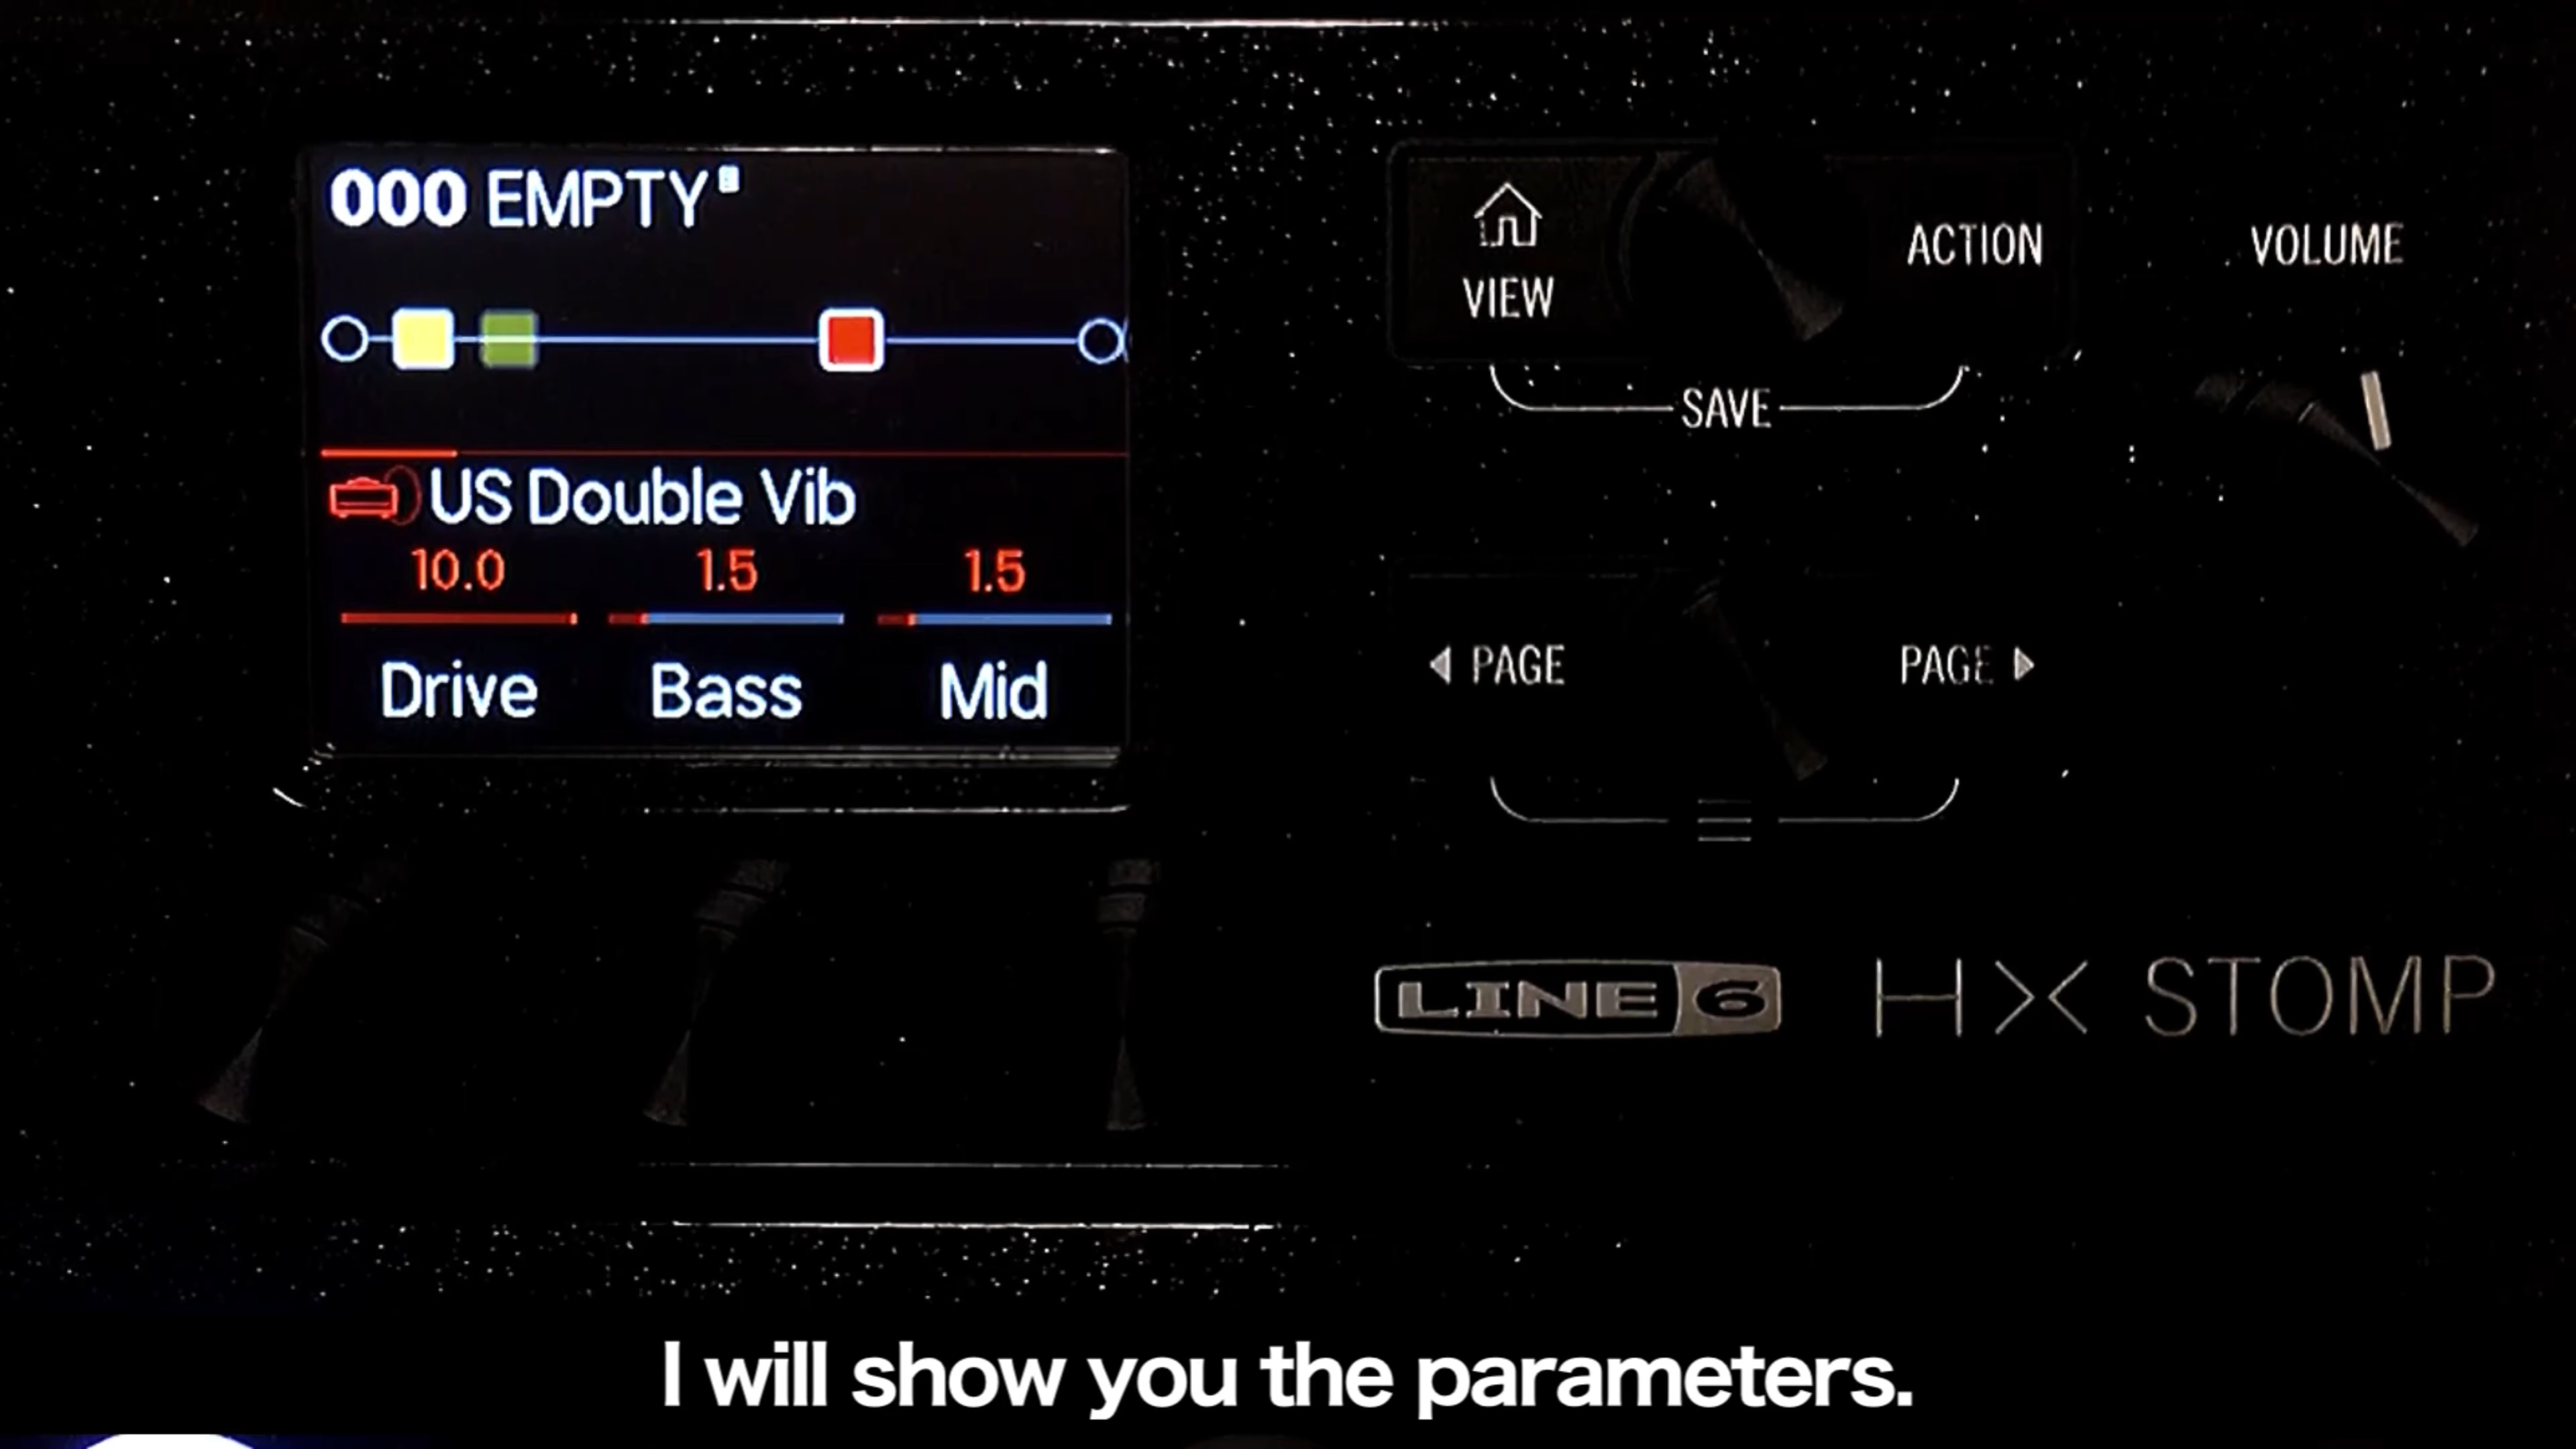 000 EMPTY
US Double Vib
10.0 1.5 1.5
Drive Bass Mid
VIEW
ACTION
SAVE
VOLUME
PAGE
PAGE
LINE 6
HX STOMP
I will show you the parameters.